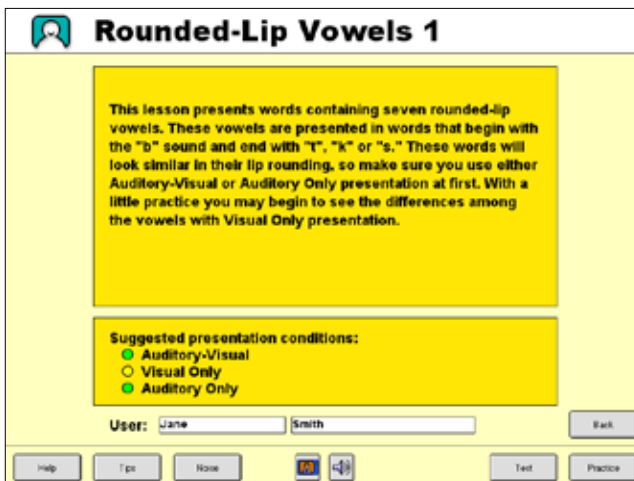 Rounded-Lip Vowels 1
This lesson presents words containing seven rounded-lip
vowels. These vowels are presented in words that begin with
the "b" sound and end with "t", "k" or "s." These words will
look similar in their lip rounding, so make sure you use either
Auditory-Visual or Auditory Only presentation at first. With a
little practice you may begin to see the differences among
the vowels with Visual Only presentation.
Suggested presentation conditions:
Auditory-Visual
Visual Only
Auditory Only
User: Jane Smith
Back
Help Tips Noise Test Practice